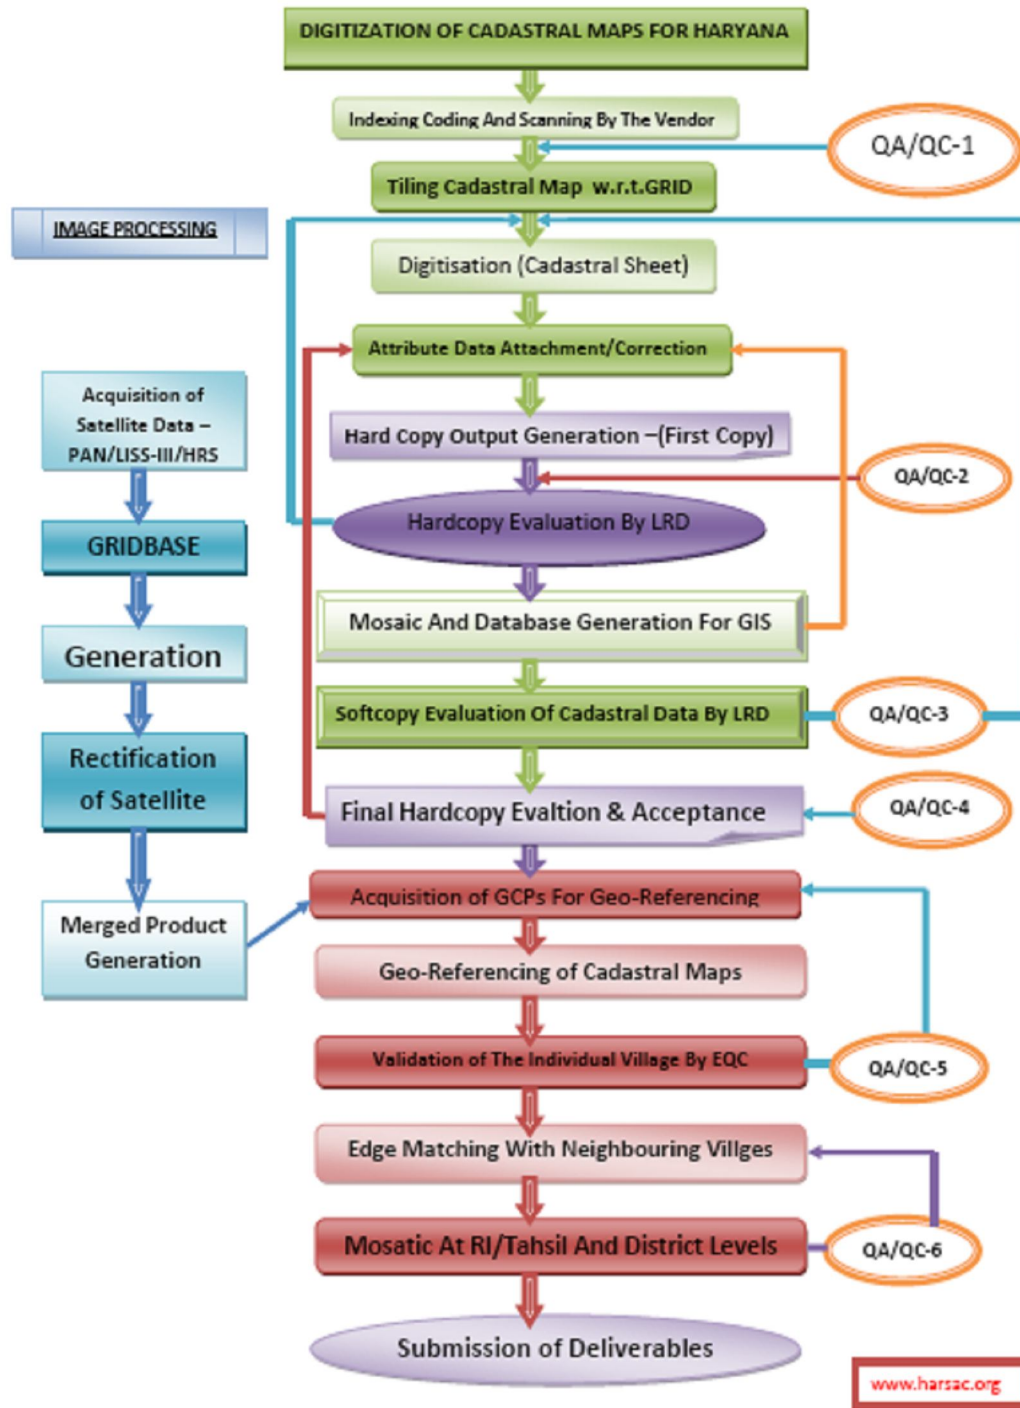 DIGITIZATION OF CADASTRAL MAPS FOR HARYANA
Indexing Coding And Scanning By The Vendor
QA/QC-1
Tiling Cadastral Map w.r.t.GRID
IMAGE PROCESSING
Digitisation (Cadastral Sheet)
Attribute Data Attachment/Correction
Acquisition of
Satellite Data –
PAN/LISS-III/HRS
Hard Copy Output Generation –(First Copy)
QA/QC-2
Hardcopy Evaluation By LRD
GRIDBASE
Mosaic And Database Generation For GIS
Generation
Softcopy Evaluation Of Cadastral Data By LRD
QA/QC-3
Rectification
of Satellite
Final Hardcopy Evaltion & Acceptance
QA/QC-4
Acquisition of GCPs For Geo-Referencing
Merged Product
Generation
Geo-Referencing of Cadastral Maps
Validation of The Individual Village By EQC
QA/QC-5
Edge Matching With Neighbouring Villges
Mosatic At RI/Tahsil And District Levels
QA/QC-6
Submission of Deliverables
www.harsac.org